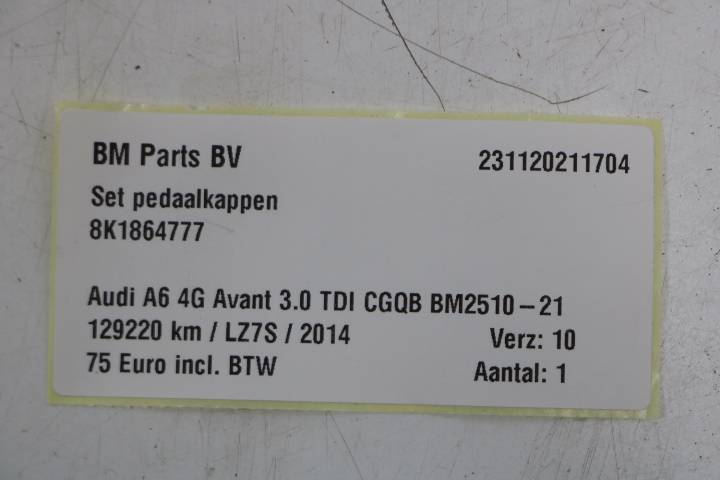 BM Parts BV 231120211704
Set pedaalkappen
8K1864777
Audi A6 4G Avant 3.0 TDI CGQB BM2510-21
129220 km / LZ7S / 2014 Verz: 10
75 Euro incl. BTW Aantal: 1